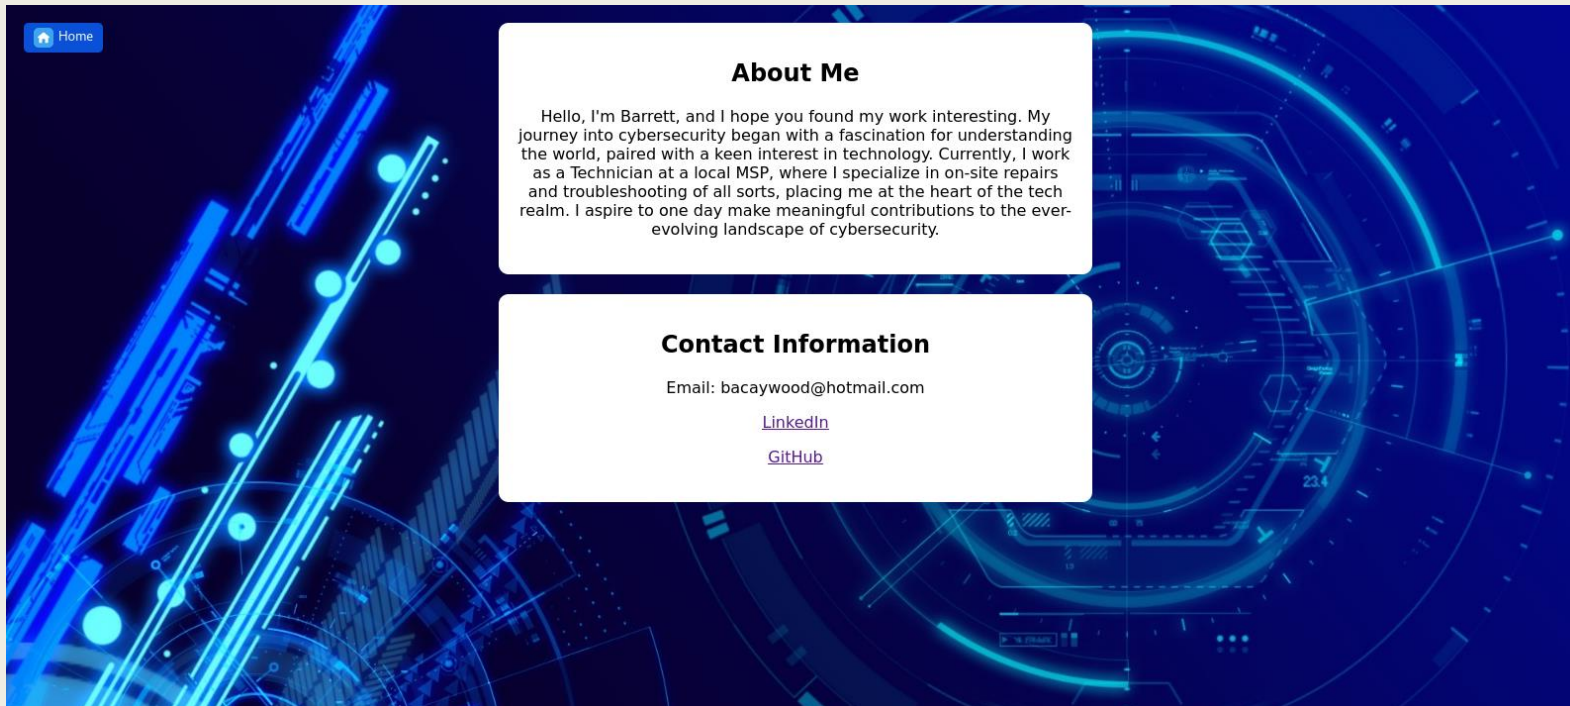 Home
About Me
Hello, I'm Barrett, and I hope you found my work interesting. My
journey into cybersecurity began with a fascination for understanding
the world, paired with a keen interest in technology. Currently, I work
as a Technician at a local MSP, where I specialize in on-site repairs
and troubleshooting of all sorts, placing me at the heart of the tech
realm. I aspire to one day make meaningful contributions to the ever-
evolving landscape of cybersecurity.
Contact Information
Email: bacaywood@hotmail.com
LinkedIn
GitHub
23.4